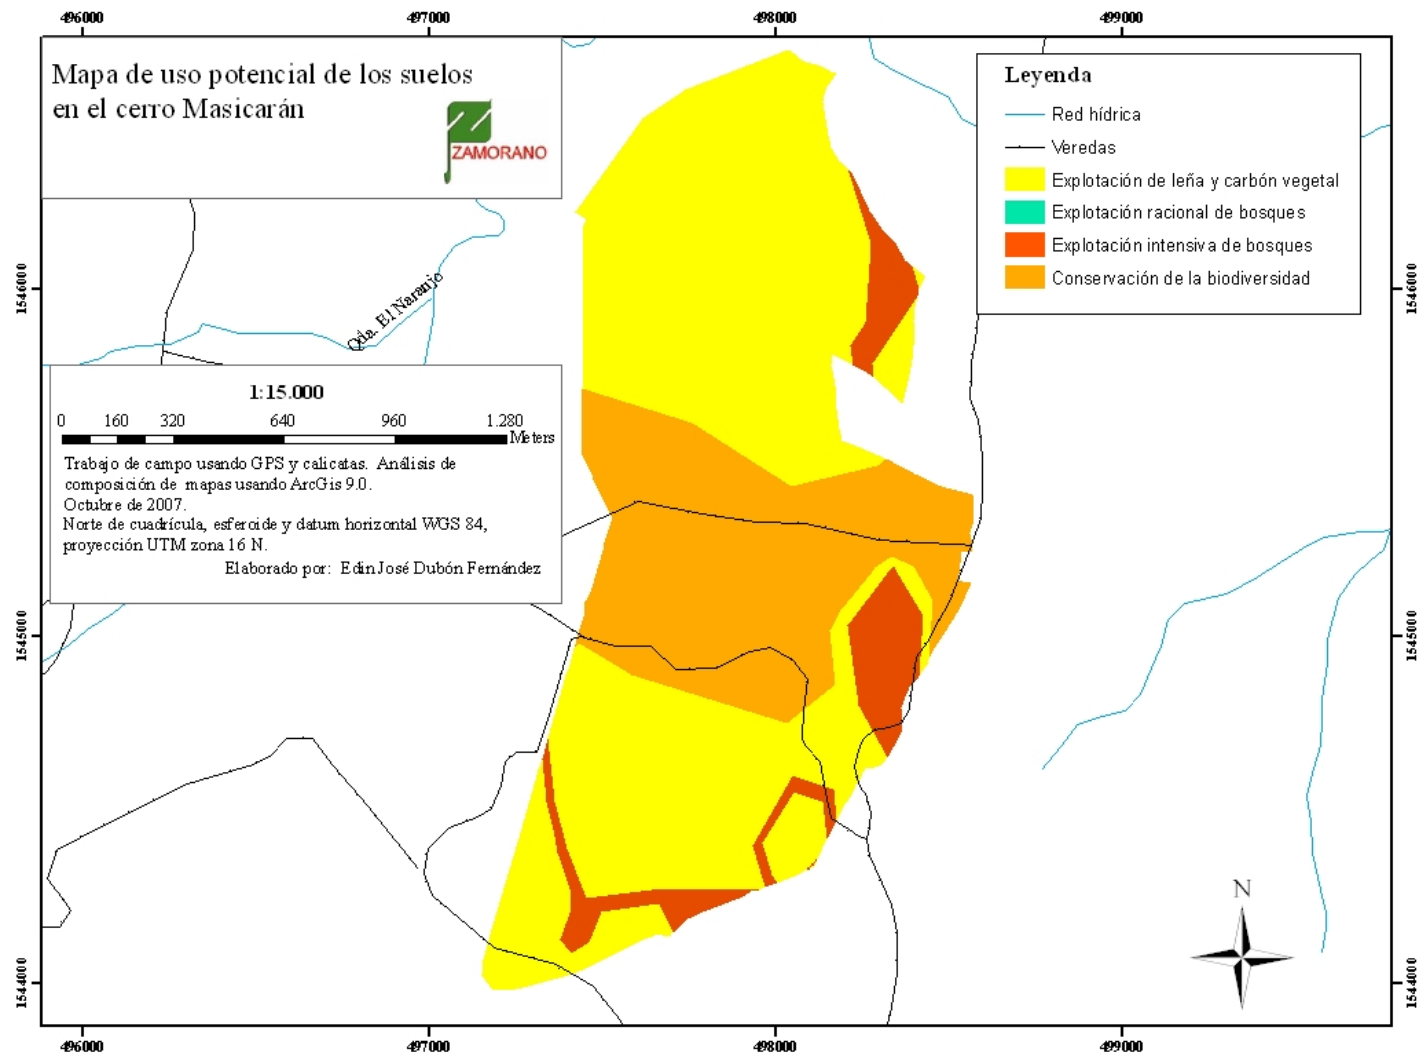 496000 497000 498000 499000
Mapa de uso potencial de los suelos
en el cerro Masicarán
ZAMORANO
Leyenda
Red hídrica
Veredas
Explotación de leña y carbón vegetal
Explotación racional de bosques
Explotación intensiva de bosques
Conservación de la biodiversidad
1546000
1546000
Qda. El Naranjo
1:15.000
0 160 320 640 960 1.280
Meters
Trabajo de campo usando GPS y calicatas. Análisis de
composición de mapas usando ArcGis 9.0.
Octubre de 2007.
Norte de cuadrícula, esferoide y datum horizontal WGS 84,
proyección UTM zona 16 N.
Elaborado por: Edin José Dubón Fernández
1545000
1545000
N
1544000
1544000
496000 497000 498000 499000